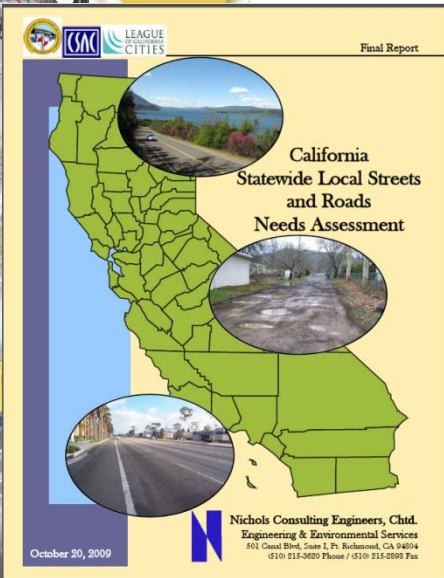 CSAC
LEAGUE
OF CALIFORNIA
CITIES
Final Report
California
Statewide Local Streets
and Roads
Needs Assessment
Nichols Consulting Engineers, Chtd.
Engineering & Environmental Services
501 Canal Blvd, Suite I, Pt. Richmond, CA 94804
(510) 215-3620 Phone / (510) 215-2898 Fax
October 20, 2009